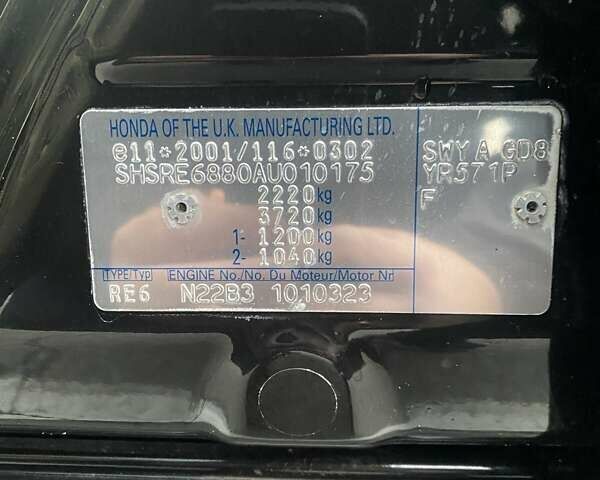 HONDA OF THE U.K. MANUFACTURING LTD.
e11*2001/116*0302 SWY A GD8
SHSRE6880AU010175 YR571P
2220 kg F
3720 kg
1- 1200 kg
2- 1040 kg
TYPE/Typ ENGINE No./No. Du Moteur/Motor Nr
RE6 N22B3 1010323